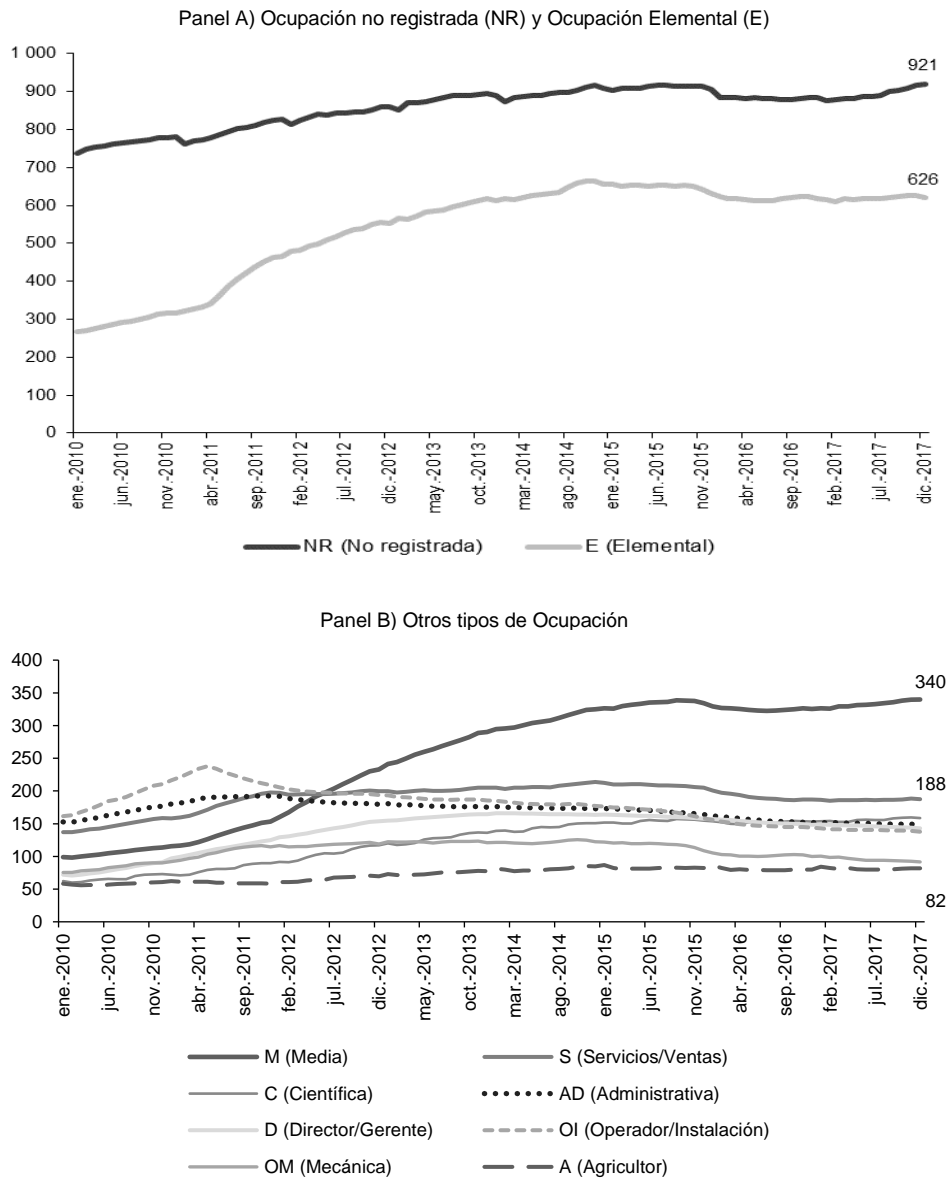 Panel A) Ocupación no registrada (NR) y Ocupación Elemental (E)
1 000
900
800
700
600
500
400
300
200
100
0
921
626
ene.-2010
jun.-2010
nov.-2010
abr.-2011
sep.-2011
feb.-2012
jul.-2012
dic.-2012
may.-2013
oct.-2013
mar.-2014
ago.-2014
ene.-2015
jun.-2015
nov.-2015
abr.-2016
sep.-2016
feb.-2017
jul.-2017
dic.-2017
NR (No registrada)
E (Elemental)
Panel B) Otros tipos de Ocupación
400
350
300
250
200
150
100
50
0
340
188
82
ene.-2010
jun.-2010
nov.-2010
abr.-2011
sep.-2011
feb.-2012
jul.-2012
dic.-2012
may.-2013
oct.-2013
mar.-2014
ago.-2014
ene.-2015
jun.-2015
nov.-2015
abr.-2016
sep.-2016
feb.-2017
jul.-2017
dic.-2017
M (Media)
S (Servicios/Ventas)
C (Científica)
AD (Administrativa)
D (Director/Gerente)
OI (Operador/Instalación)
OM (Mecánica)
A (Agricultor)